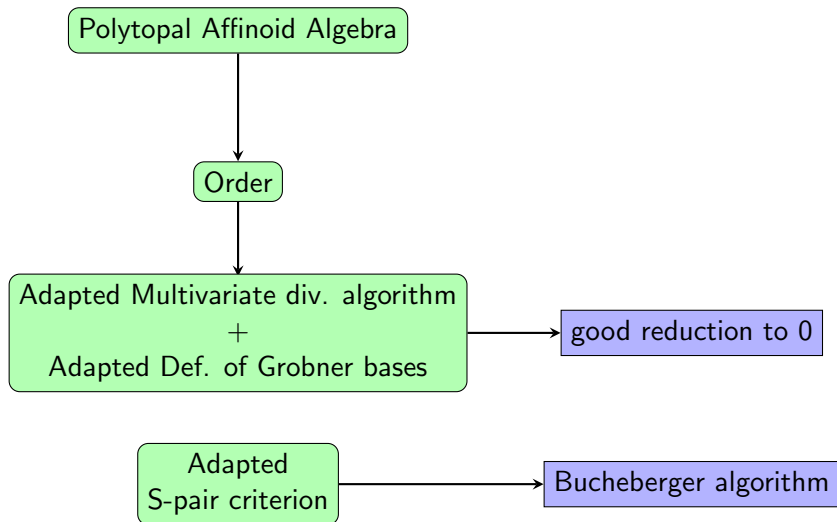 Polytopal Affinoid Algebra
Order
Adapted Multivariate div. algorithm
+
Adapted Def. of Grobner bases
good reduction to 0
Adapted
S-pair criterion
Bucheberger algorithm